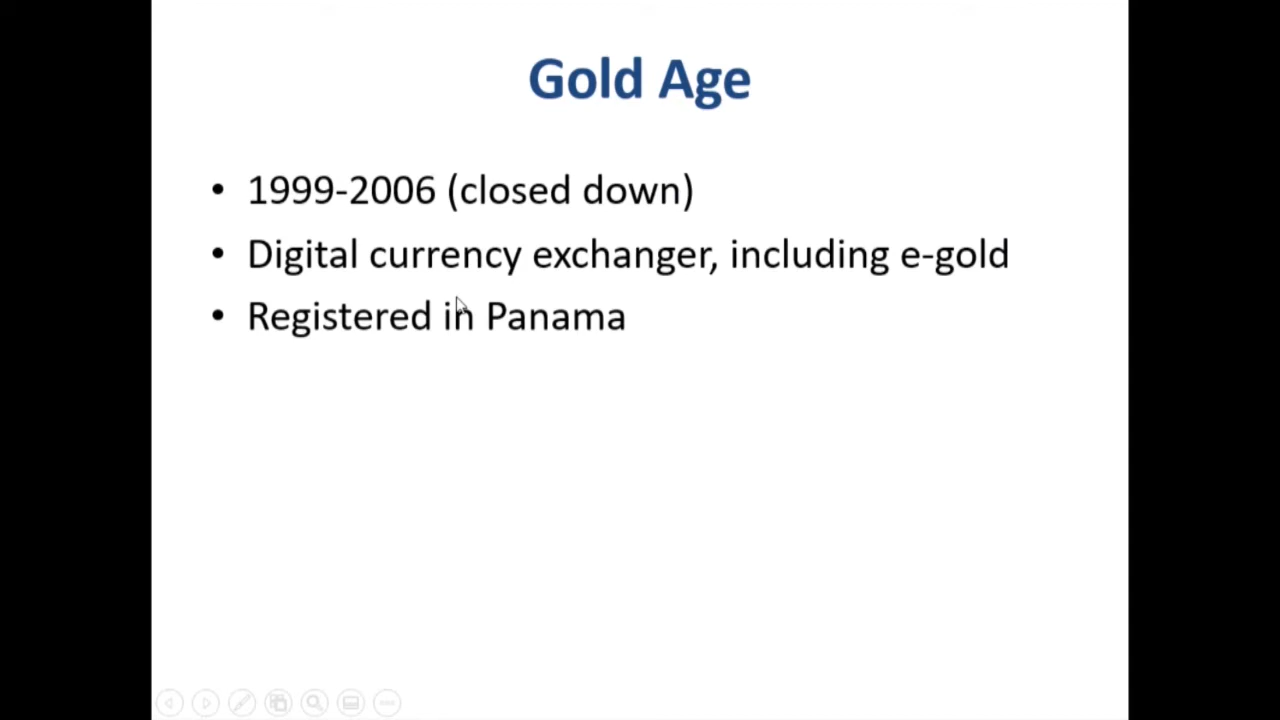 Gold Age
• 1999-2006 (closed down)
• Digital currency exchanger, including e-gold
• Registered in Panama